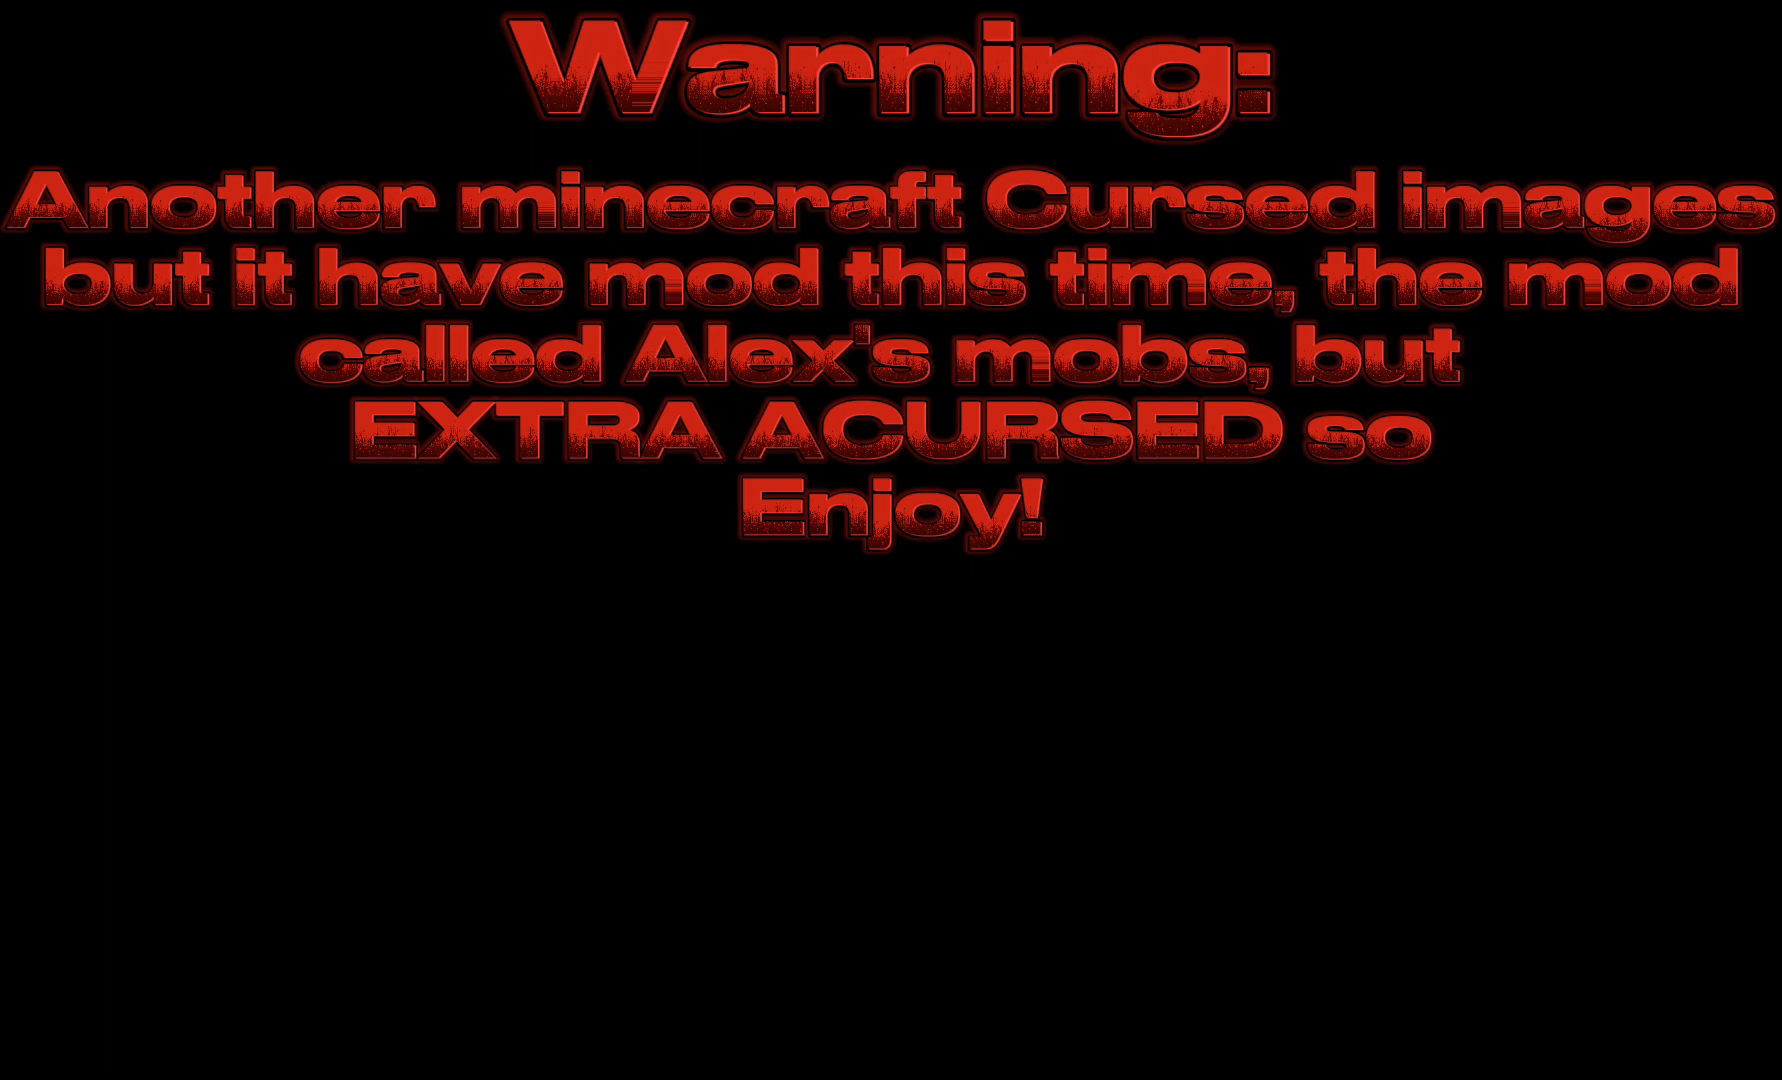 Warning:
Another minecraft Cursed images
but it have mod this time, the mod
called Alex's mobs, but
EXTRA ACURSED so
Enjoy!